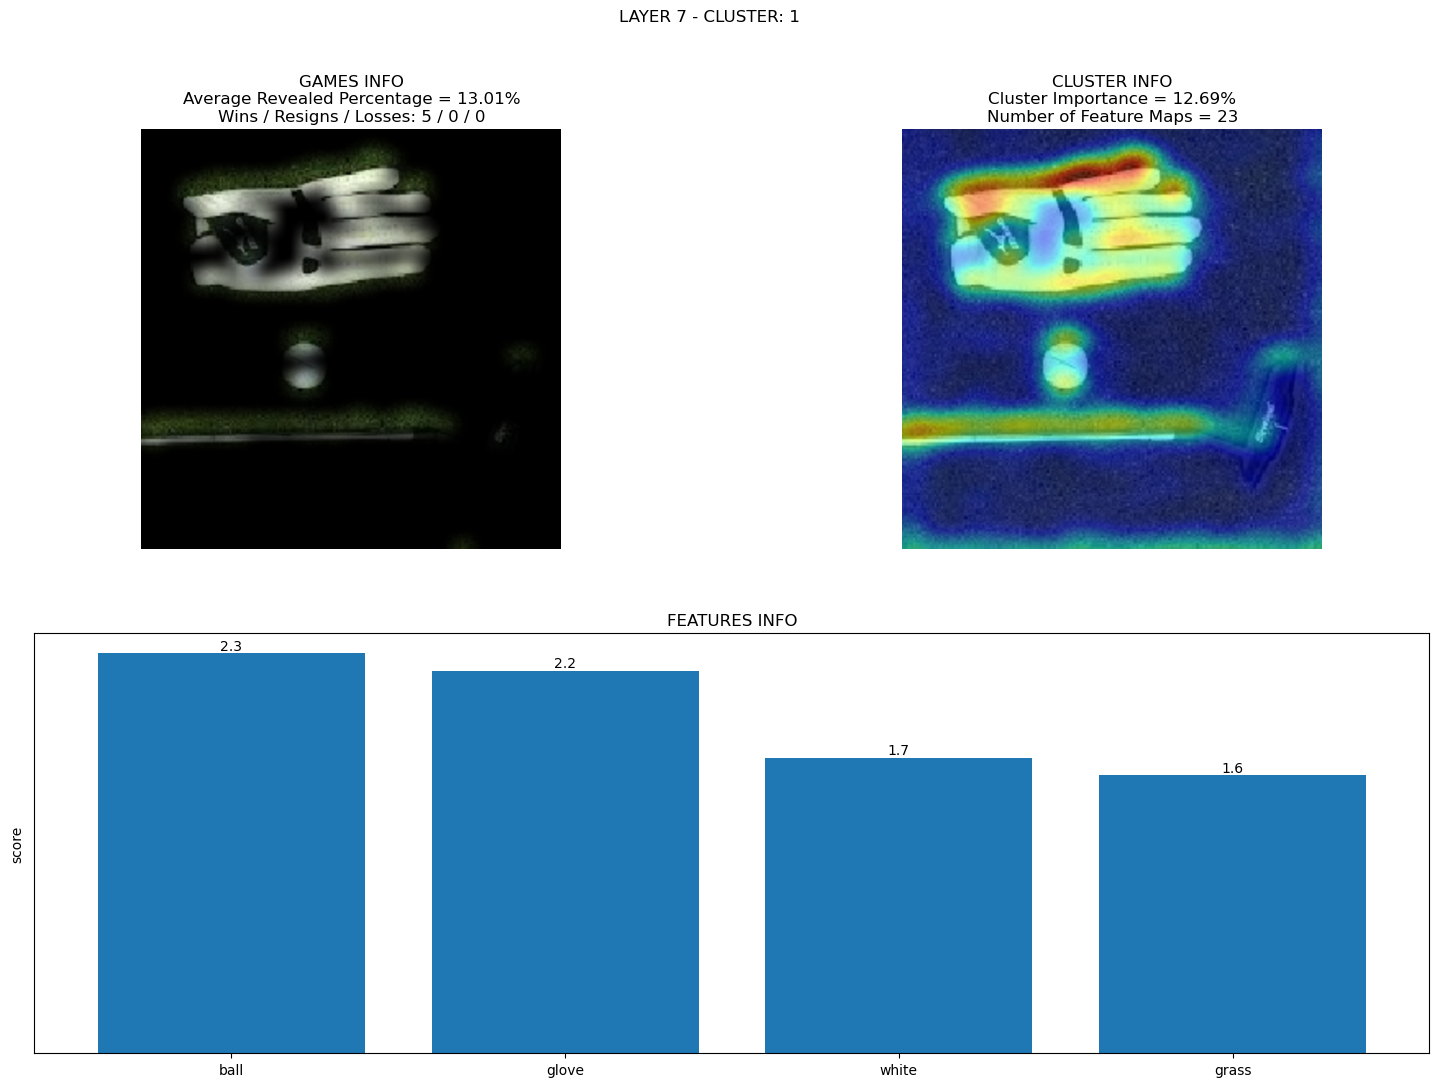 LAYER 7 - CLUSTER: 1
GAMES INFO
Average Revealed Percentage = 13.01%
Wins / Resigns / Losses: 5 / 0 / 0
CLUSTER INFO
Cluster Importance = 12.69%
Number of Feature Maps = 23
FEATURES INFO
score
2.3
2.2
1.7
1.6
ball
glove
white
grass